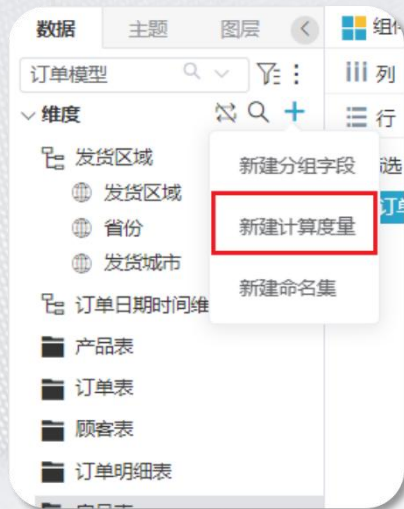 数据 主题 图层 组件
订单模型 列
维度 行
发货区域 新建分组字段 选
发货区域 新建计算度量 订单
省份
发货城市 新建命名集
订单日期时间维
产品表
订单表
顾客表
订单明细表